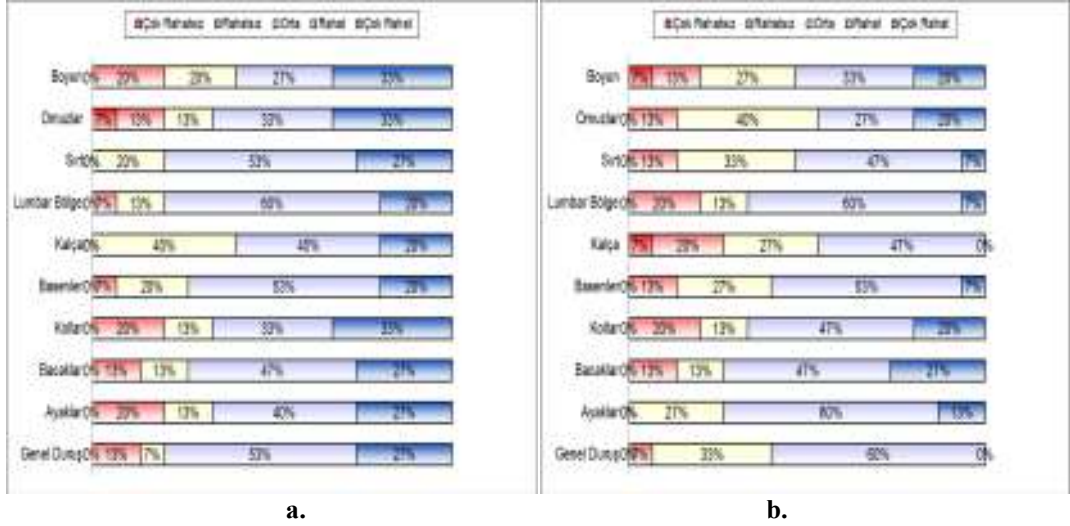 Çok Rahatsız Rahatsız Orta Rahat Çok Rahat
Boyun 0% 20% 20% 27% 33%
Omuzlar 7% 13% 13% 33% 33%
Sırt 0% 20% 53% 27%
Lumbar Bölge 0% 7% 13% 60% 20%
Kalça 0% 40% 40% 20%
Basenler 0% 7% 20% 53% 20%
Kollar 0% 20% 13% 33% 33%
Bacaklar 0% 13% 13% 47% 27%
Ayaklar 0% 20% 13% 40% 27%
Genel Duruş 0% 13% 7% 53% 27%
a.
Çok Rahatsız Rahatsız Orta Rahat Çok Rahat
Boyun 7% 13% 27% 33% 20%
Omuzlar 0% 13% 40% 27% 20%
Sırt 0% 13% 33% 47% 7%
Lumbar Bölge 0% 20% 13% 60% 7%
Kalça 7% 20% 27% 47% 0%
Basenler 0% 13% 27% 53% 7%
Kollar 0% 20% 13% 47% 20%
Bacaklar 0% 13% 13% 47% 27%
Ayaklar 0% 27% 60% 13%
Genel Duruş 0% 7% 33% 60% 0%
b.